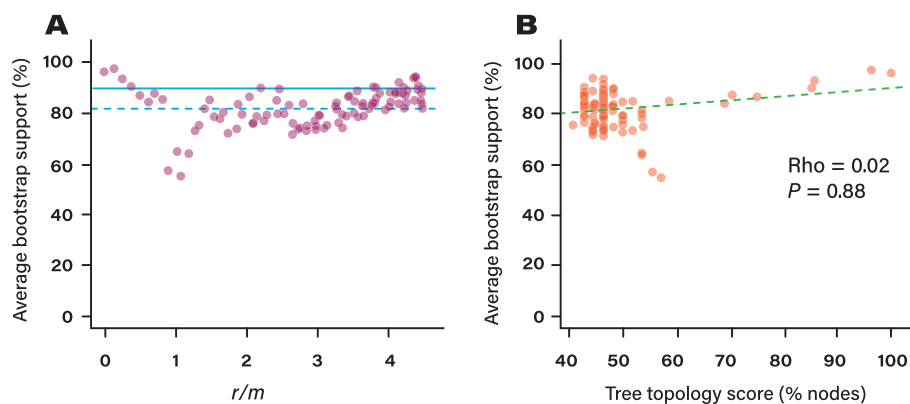 A
Average bootstrap support (%)
100
80
60
40
20
0
0 1 2 3 4
r/m
B
Average bootstrap support (%)
100
80
60
40
20
0
Rho = 0.02
P = 0.88
40 50 60 70 80 90 100
Tree topology score (% nodes)